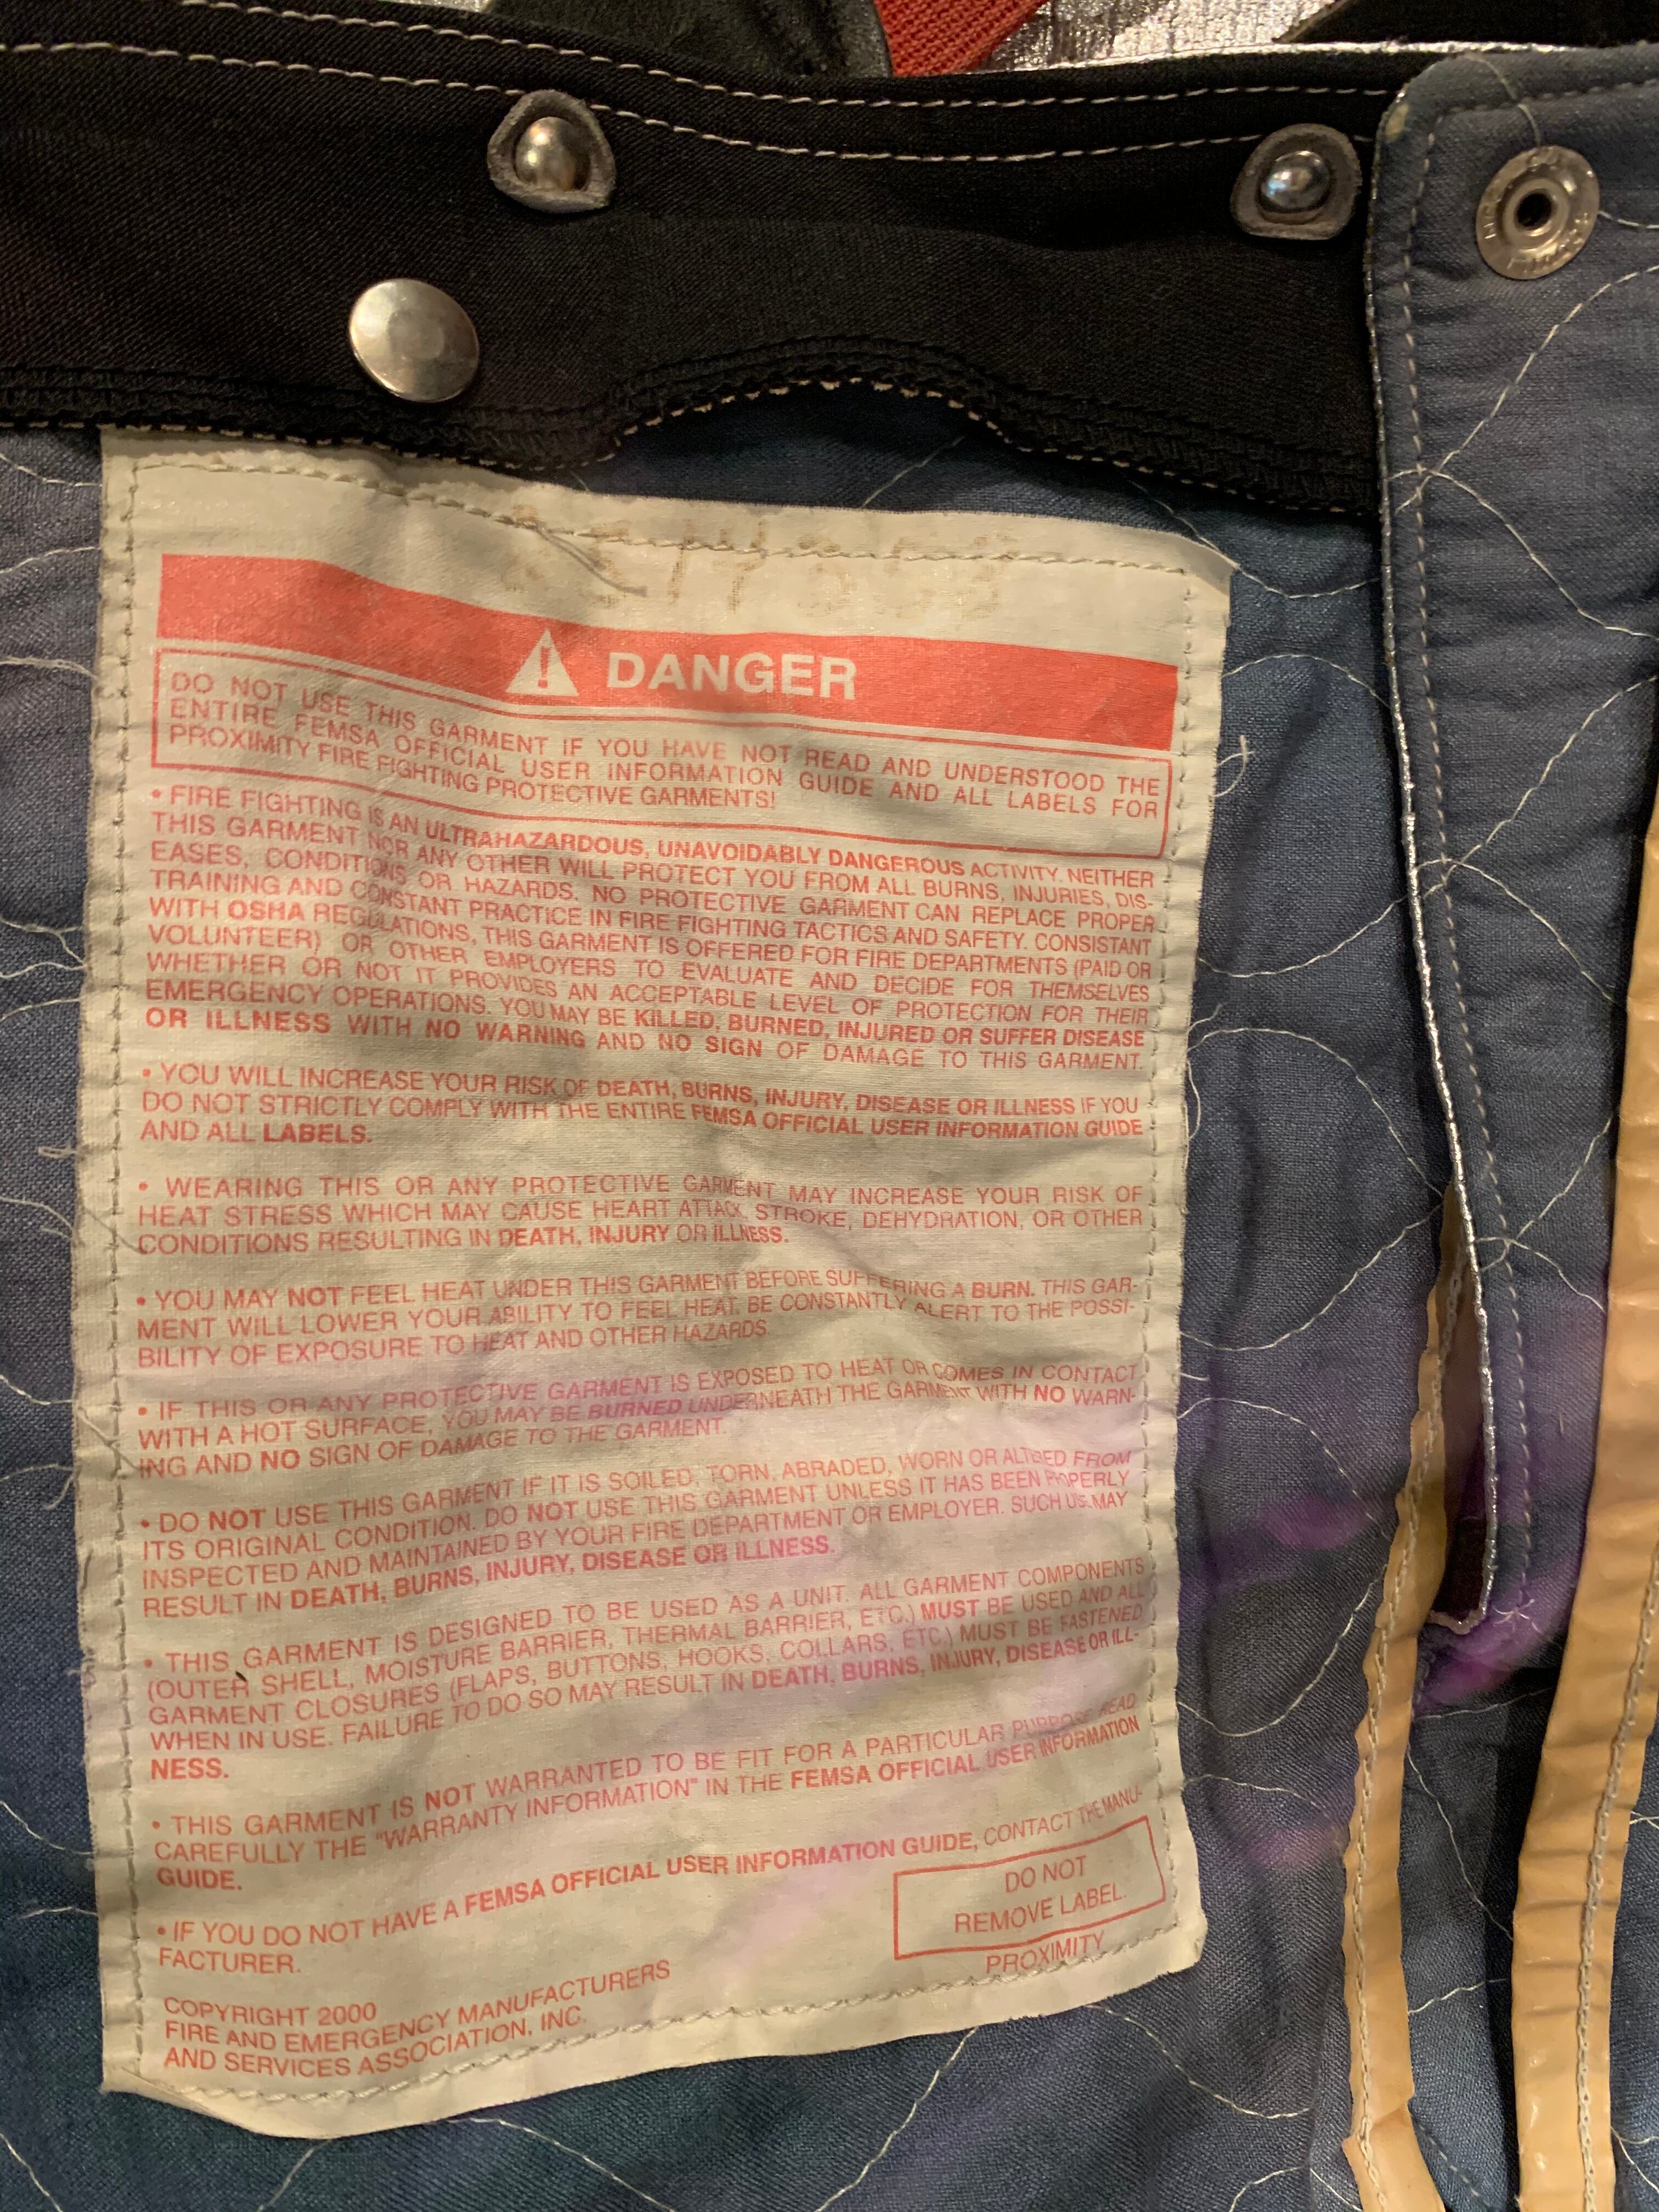 DANGER
DO NOT USE THIS GARMENT IF YOU HAVE NOT READ AND UNDERSTOOD THE
ENTIRE FEMSA OFFICIAL USER INFORMATION GUIDE AND ALL LABELS FOR
PROXIMITY FIRE FIGHTING PROTECTIVE GARMENTS!
• FIRE FIGHTING IS AN ULTRAHAZARDOUS, UNAVOIDABLY DANGEROUS ACTIVITY. NEITHER
THIS GARMENT NOR ANY OTHER WILL PROTECT YOU FROM ALL BURNS, INJURIES, DIS-
EASES, CONDITIONS OR HAZARDS. NO PROTECTIVE GARMENT CAN REPLACE PROPER
TRAINING AND CONSTANT PRACTICE IN FIRE FIGHTING TACTICS AND SAFETY. CONSISTANT
WITH OSHA REGULATIONS, THIS GARMENT IS OFFERED FOR FIRE DEPARTMENTS (PAID OR
VOLUNTEER) OR OTHER EMPLOYERS TO EVALUATE AND DECIDE FOR THEMSELVES
WHETHER OR NOT IT PROVIDES AN ACCEPTABLE LEVEL OF PROTECTION FOR THEIR
EMERGENCY OPERATIONS. YOU MAY BE KILLED, BURNED, INJURED OR SUFFER DISEASE
OR ILLNESS WITH NO WARNING AND NO SIGN OF DAMAGE TO THIS GARMENT.
• YOU WILL INCREASE YOUR RISK OF DEATH, BURNS, INJURY, DISEASE OR ILLNESS IF YOU
DO NOT STRICTLY COMPLY WITH THE ENTIRE FEMSA OFFICIAL USER INFORMATION GUIDE
AND ALL LABELS.
• WEARING THIS OR ANY PROTECTIVE GARMENT MAY INCREASE YOUR RISK OF
HEAT STRESS WHICH MAY CAUSE HEART ATTACK, STROKE, DEHYDRATION, OR OTHER
CONDITIONS RESULTING IN DEATH, INJURY OR ILLNESS.
• YOU MAY NOT FEEL HEAT UNDER THIS GARMENT BEFORE SUFFERING A BURN. THIS GAR-
MENT WILL LOWER YOUR ABILITY TO FEEL HEAT. BE CONSTANTLY ALERT TO THE POSSI-
BILITY OF EXPOSURE TO HEAT AND OTHER HAZARDS.
• IF THIS OR ANY PROTECTIVE GARMENT IS EXPOSED TO HEAT OR COMES IN CONTACT
WITH A HOT SURFACE, YOU MAY BE BURNED UNDERNEATH THE GARMENT WITH NO WARN-
ING AND NO SIGN OF DAMAGE TO THE GARMENT.
• DO NOT USE THIS GARMENT IF IT IS SOILED, TORN, ABRADED, WORN OR ALTERED FROM
ITS ORIGINAL CONDITION. DO NOT USE THIS GARMENT UNLESS IT HAS BEEN PROPERLY
INSPECTED AND MAINTAINED BY YOUR FIRE DEPARTMENT OR EMPLOYER. SUCH USE MAY
RESULT IN DEATH, BURNS, INJURY, DISEASE OR ILLNESS.
• THIS GARMENT IS DESIGNED TO BE USED AS A UNIT. ALL GARMENT COMPONENTS
(OUTER SHELL, MOISTURE BARRIER, THERMAL BARRIER, ETC.) MUST BE USED AND ALL
GARMENT CLOSURES (FLAPS, BUTTONS, HOOKS, COLLARS, ETC.) MUST BE FASTENED
WHEN IN USE. FAILURE TO DO SO MAY RESULT IN DEATH, BURNS, INJURY, DISEASE OR ILL-
NESS.
• THIS GARMENT IS NOT WARRANTED TO BE FIT FOR A PARTICULAR PURPOSE. READ
CAREFULLY THE "WARRANTY INFORMATION" IN THE FEMSA OFFICIAL USER INFORMATION
GUIDE.
• IF YOU DO NOT HAVE A FEMSA OFFICIAL USER INFORMATION GUIDE, CONTACT THE MANU-
FACTURER.
DO NOT
REMOVE LABEL.
PROXIMITY
COPYRIGHT 2000
FIRE AND EMERGENCY MANUFACTURERS
AND SERVICES ASSOCIATION, INC.